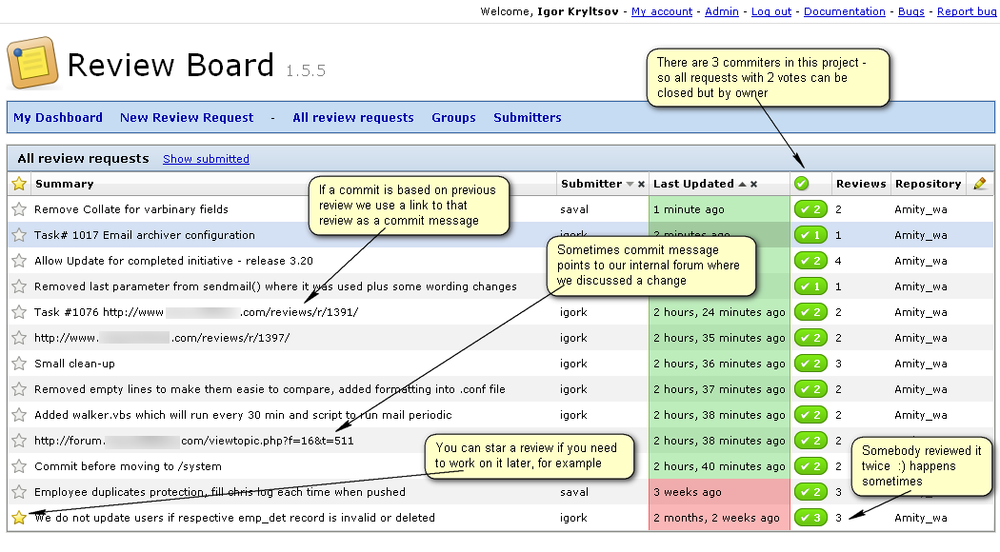 Welcome, Igor Kryltsov - My account - Admin - Log out - Documentation - Bugs - Report bug
Review Board 1.5.5
There are 3 commiters in this project -
so all requests with 2 votes can be
closed but by owner
My Dashboard New Review Request - All review requests Groups Submitters
All review requests Show submitted
Summary Submitter Last Updated Reviews Repository
If a commit is based on previous
review we use a link to that
review as a commit message
Remove Collate for varbinary fields saval 1 minute ago 2 2 Amity_wa
Task# 1017 Email archiver configuration igork 2 minutes ago 1 1 Amity_wa
Sometimes commit message
points to our internal forum where
we discussed a change
Allow Update for completed initiative - release 3.20 2 4 Amity_wa
Removed last parameter from sendmail() where it was used plus some wording changes 1 1 Amity_wa
Task #1076 http://www .com/reviews/r/1391/ igork 2 hours, 24 minutes ago 2 2 Amity_wa
http://www. .com/reviews/r/1397/ igork 2 hours, 35 minutes ago 2 2 Amity_wa
Small clean-up igork 2 hours, 36 minutes ago 2 3 Amity_wa
Removed empty lines to make them easie to compare, added formatting into .conf file igork 2 hours, 37 minutes ago 2 2 Amity_wa
Added walker.vbs which will run every 30 min and script to run mail periodic igork 2 hours, 38 minutes ago 2 2 Amity_wa
http://forum. com/viewtopic.php?f=16&t=511 igork 2 hours, 38 minutes ago 2 2 Amity_wa
You can star a review if you need
to work on it later, for example
Somebody reviewed it
twice :) happens
sometimes
Commit before moving to /system igork 2 hours, 40 minutes ago 2 2
Employee duplicates protection, fill chris log each time when pushed saval 3 weeks ago 2 3 Amity_wa
We do not update users if respective emp_det record is invalid or deleted igork 2 months, 2 weeks ago 3 3 Amity_wa